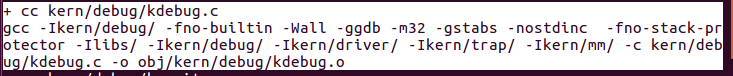 + cc kern/debug/kdebug.c
gcc -Ikern/debug/ -fno-builtin -Wall -ggdb -m32 -gstabs -nostdinc  -fno-stack-pr
otector -Ilibs/ -Ikern/debug/ -Ikern/driver/ -Ikern/trap/ -Ikern/mm/ -c kern/deb
ug/kdebug.c -o obj/kern/debug/kdebug.o